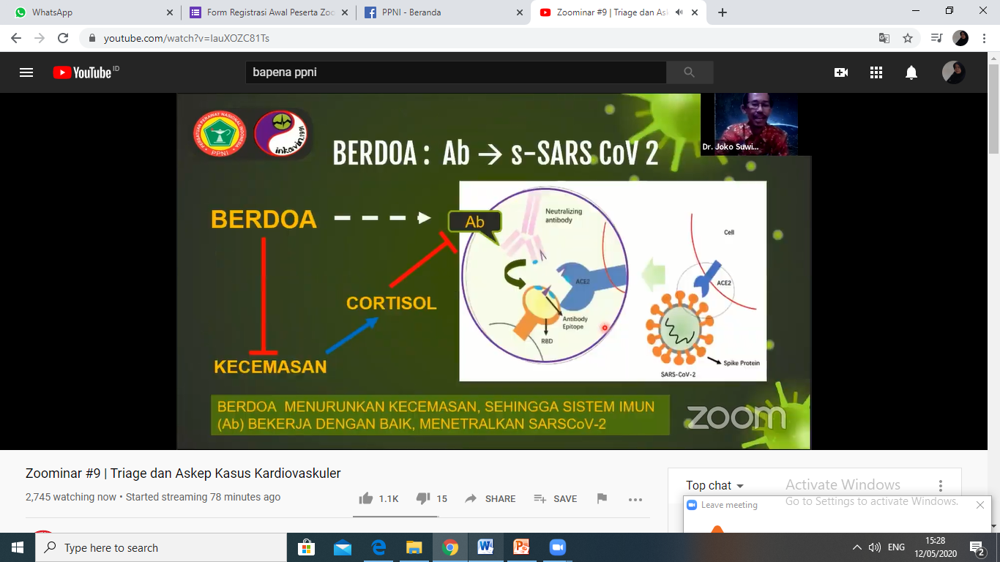 WhatsApp
Form Registrasi Awal Peserta Zoo
PPNI - Beranda
Zoominar #9 | Triage dan Ask
youtube.com/watch?v=IauXOZC81Ts
YouTube ID
bapena ppni
PERSATUAN PERAWAT NASIONAL INDONESIA
PPNI
inkavin.1991
Dr. Joko Suwi...
BERDOA : Ab → s-SARS CoV 2
BERDOA
Ab
Neutralizing
antibody
Cell
ACE2
ACE2
CORTISOL
Antibody
Epitope
RBD
Spike Protein
SARS-CoV-2
KECEMASAN
BERDOA MENURUNKAN KECEMASAN, SEHINGGA SISTEM IMUN
(Ab) BEKERJA DENGAN BAIK, MENETRALKAN SARSCoV-2
zoom
Zoominar #9 | Triage dan Askep Kasus Kardiovaskuler
2,745 watching now • Started streaming 78 minutes ago
1.1K
15
SHARE
SAVE
Top chat
Activate Windows
Go to Settings to activate Windows.
Leave meeting
Type here to search
ENG
15:28
12/05/2020
2